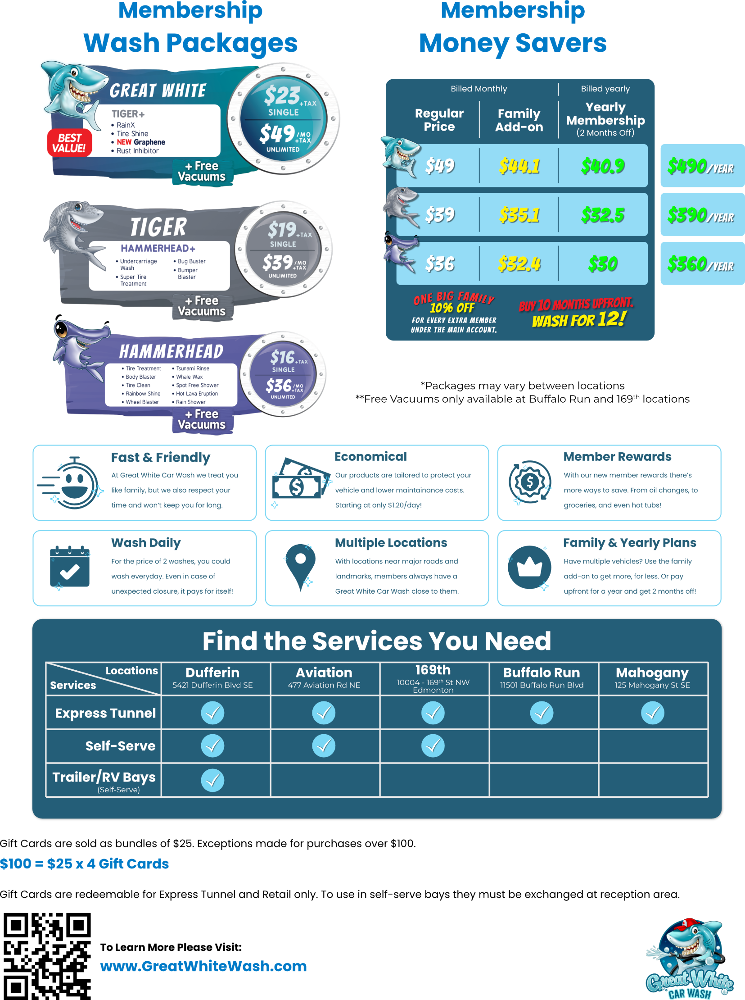 Membership
Wash Packages
GREAT WHITE
TIGER+
• RainX
• Tire Shine
• NEW Graphene
• Rust Inhibitor
BEST
VALUE!
$23 +TAX
SINGLE
$49 /MO
+TAX
UNLIMITED
+ Free
Vacuums
TIGER
HAMMERHEAD+
• Undercarriage
Wash
• Super Tire
Treatment
• Bug Buster
• Bumper
Blaster
$19 +TAX
SINGLE
$39 /MO
+TAX
UNLIMITED
+ Free
Vacuums
HAMMERHEAD
• Tire Treatment
• Body Blaster
• Tire Clean
• Rainbow Shine
• Wheel Blaster
• Tsunami Rinse
• Whale Wax
• Spot Free Shower
• Hot Lava Eruption
• Rain Shower
$16 +TAX
SINGLE
$36 /MO
+TAX
UNLIMITED
+ Free
Vacuums
Membership
Money Savers
Billed Monthly
Billed yearly
Regular
Price
Family
Add-on
Yearly
Membership
(2 Months Off)
$49 $44.1 $40.9 $490/YEAR
$39 $35.1 $32.5 $390/YEAR
$36 $32.4 $30 $360/YEAR
ONE BIG FAMILY
10% OFF
FOR EVERY EXTRA MEMBER
UNDER THE MAIN ACCOUNT.
BUY 10 MONTHS UPFRONT.
WASH FOR 12!
*Packages may vary between locations
**Free Vacuums only available at Buffalo Run and 169th locations
Fast & Friendly
At Great White Car Wash we treat you
like family, but we also respect your
time and won't keep you for long.
Economical
Our products are tailored to protect your
vehicle and lower maintainance costs.
Starting at only $1.20/day!
Member Rewards
With our new member rewards there's
more ways to save. From oil changes, to
groceries, and even hot tubs!
Wash Daily
For the price of 2 washes, you could
wash everyday. Even in case of
unexpected closure, it pays for itself!
Multiple Locations
With locations near major roads and
landmarks, members always have a
Great White Car Wash close to them.
Family & Yearly Plans
Have multiple vehicles? Use the family
add-on to get more, for less. Or pay
upfront for a year and get 2 months off!
Find the Services You Need
Locations
Services
Dufferin
5421 Dufferin Blvd SE
Aviation
477 Aviation Rd NE
169th
10004 - 169th St NW
Edmonton
Buffalo Run
11501 Buffalo Run Blvd
Mahogany
125 Mahogany St SE
Express Tunnel
Self-Serve
Trailer/RV Bays
(Self-Serve)
Gift Cards are sold as bundles of $25. Exceptions made for purchases over $100.
$100 = $25 x 4 Gift Cards
Gift Cards are redeemable for Express Tunnel and Retail only. To use in self-serve bays they must be exchanged at reception area.
To Learn More Please Visit:
www.GreatWhiteWash.com
Great White
CAR WASH